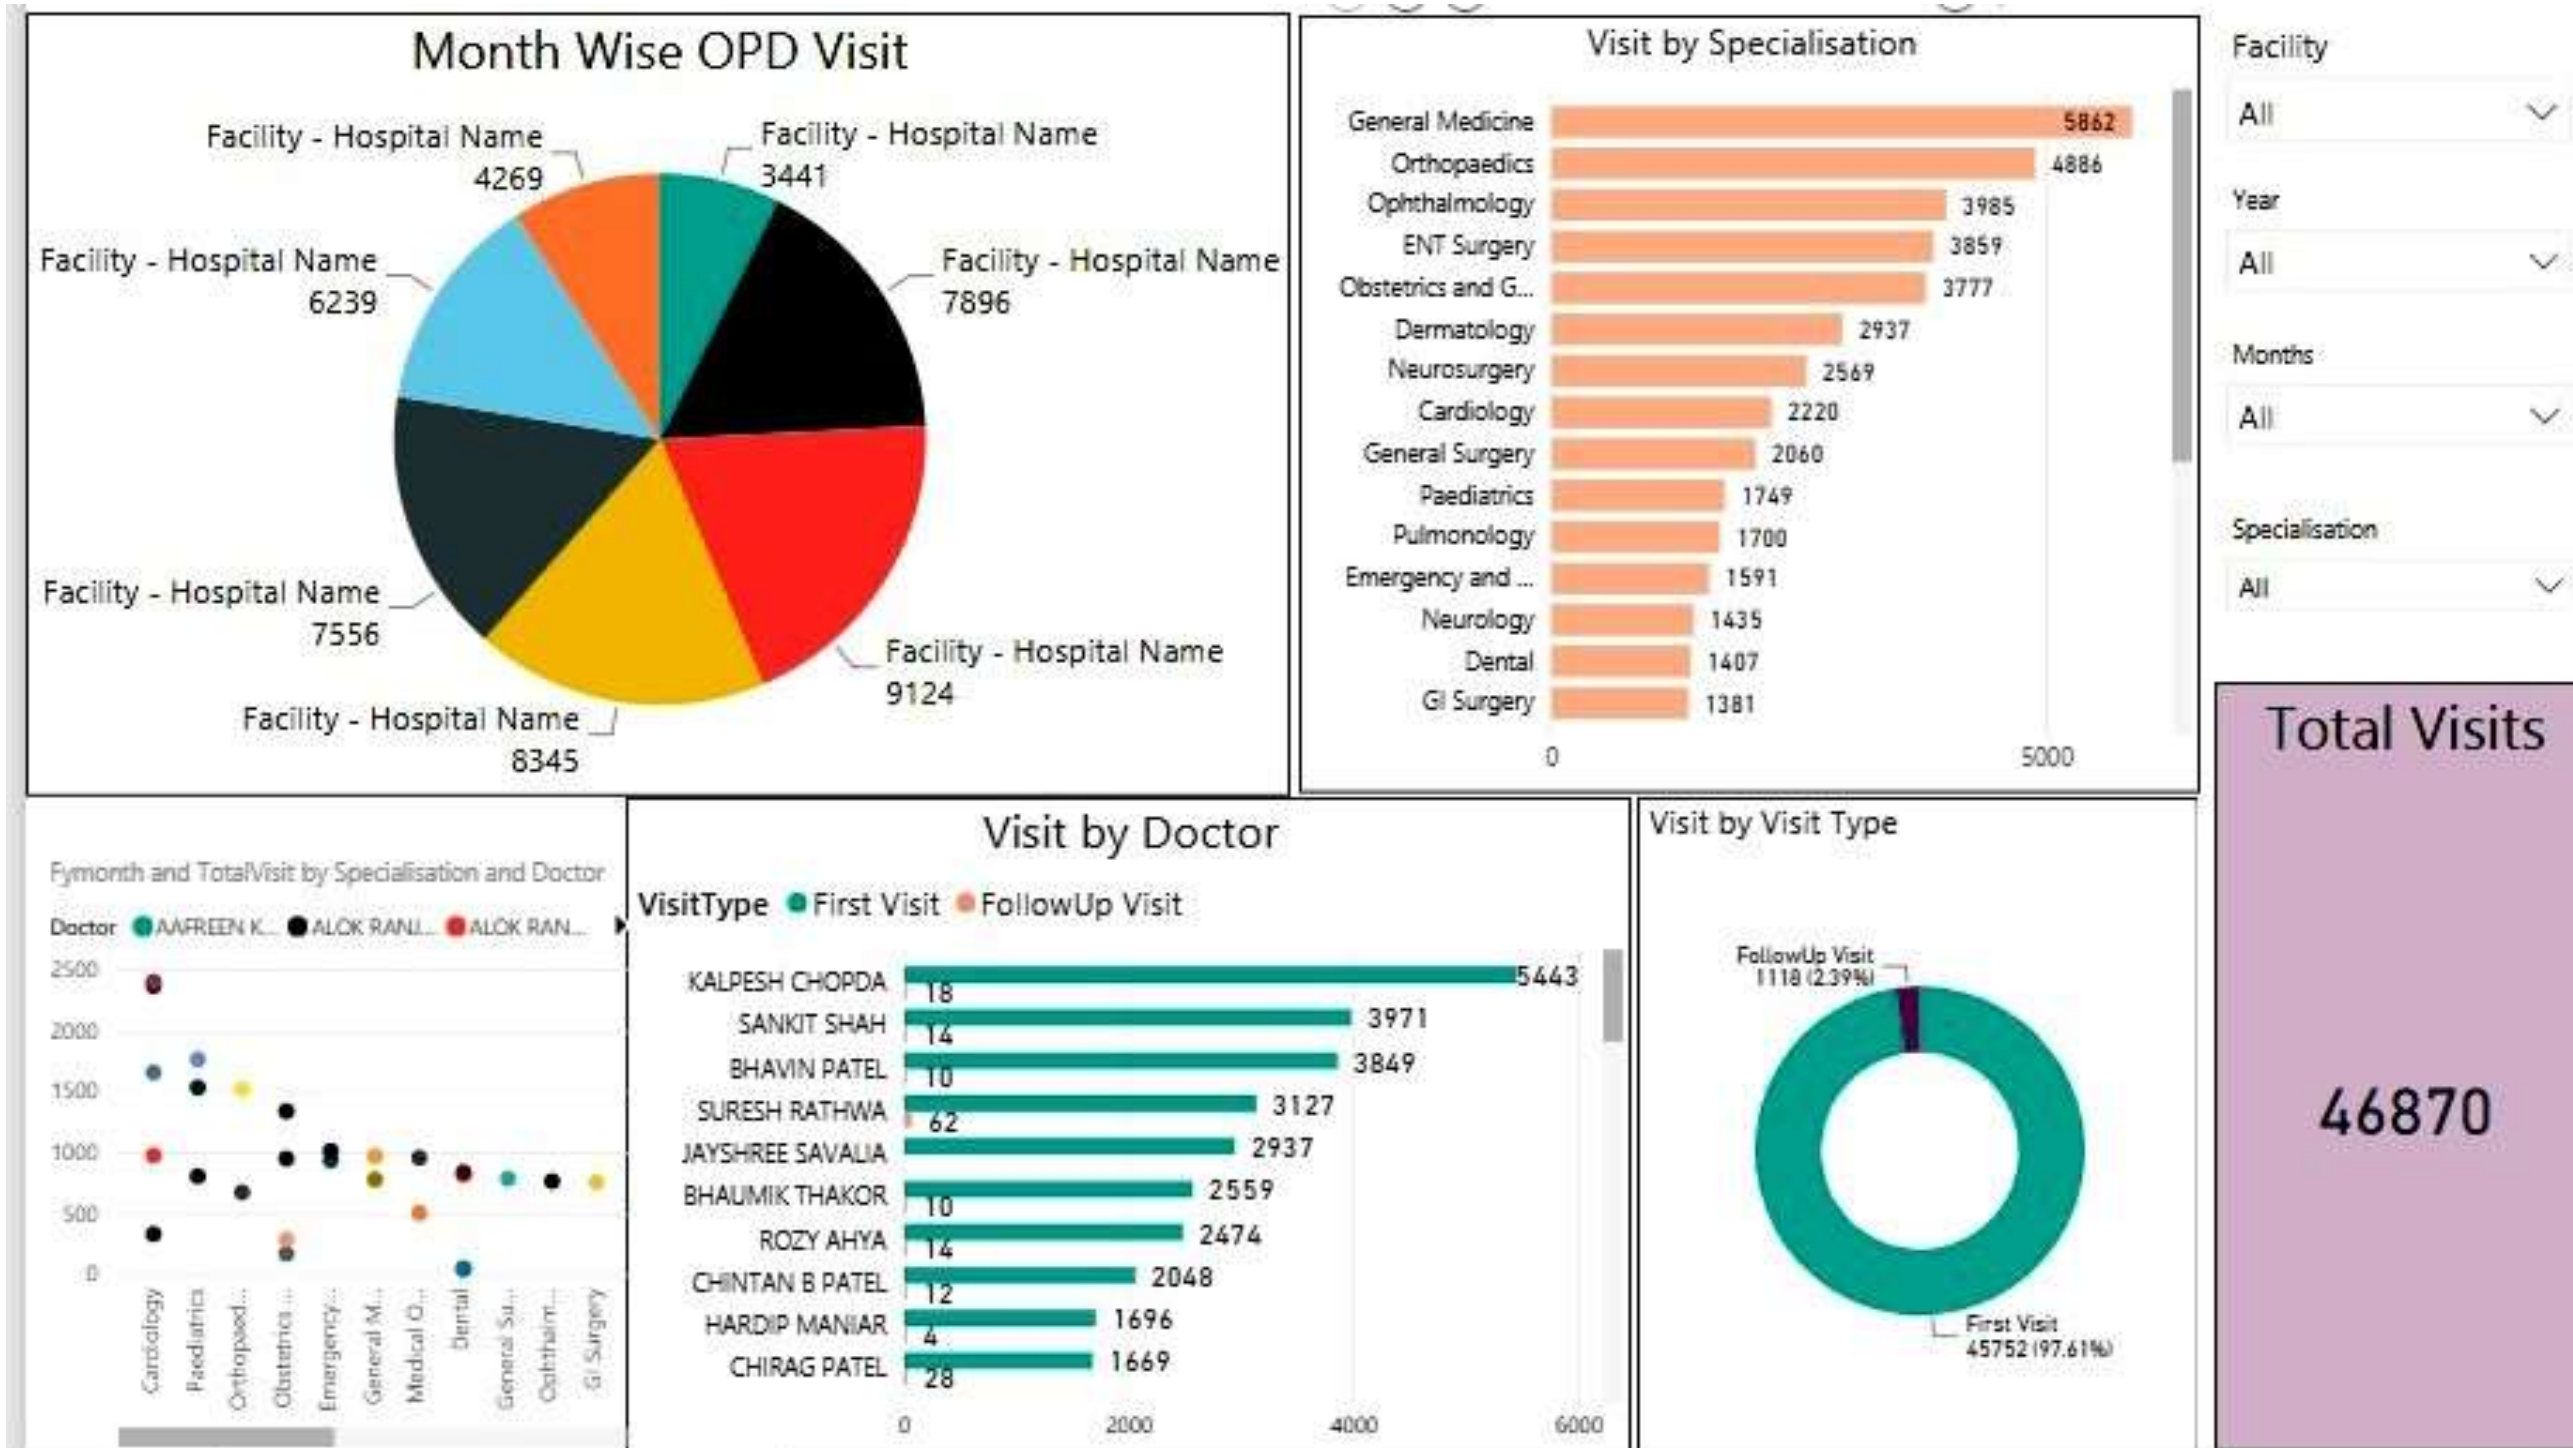 Month Wise OPD Visit
Facility - Hospital Name
4269
Facility - Hospital Name
3441
Facility - Hospital Name
6239
Facility - Hospital Name
7896
Facility - Hospital Name
7556
Facility - Hospital Name
9124
Facility - Hospital Name
8345
Visit by Specialisation
General Medicine 5862
Orthopaedics 4886
Ophthalmology 3985
ENT Surgery 3859
Obstetrics and G... 3777
Dermatology 2937
Neurosurgery 2569
Cardiology 2220
General Surgery 2060
Paediatrics 1749
Pulmonology 1700
Emergency and ... 1591
Neurology 1435
Dental 1407
GI Surgery 1381
0 5000
Facility
All
Year
All
Months
All
Specialisation
All
Total Visits
46870
Fymonth and TotalVisit by Specialisation and Doctor
Doctor AAFREEN K... ALOK RANJ... ALOK RAN...
2500
2000
1500
1000
500
0
Cardiology
Paediatrics
Orthopaed...
Obstetrics ...
Emergency...
General M...
Medical O...
Dental
General Su...
Ophthalm...
GI Surgery
Visit by Doctor
VisitType First Visit FollowUp Visit
KALPESH CHOPDA 5443
18
SANKIT SHAH 3971
14
BHAVIN PATEL 3849
10
SURESH RATHWA 3127
62
JAYSHREE SAVALIA 2937
BHAUMIK THAKOR 2559
10
ROZY AHYA 2474
14
CHINTAN B PATEL 2048
12
HARDIP MANIAR 1696
4
CHIRAG PATEL 1669
28
0 2000 4000 6000
Visit by Visit Type
FollowUp Visit
1118 (2.39%)
First Visit
45752 (97.61%)